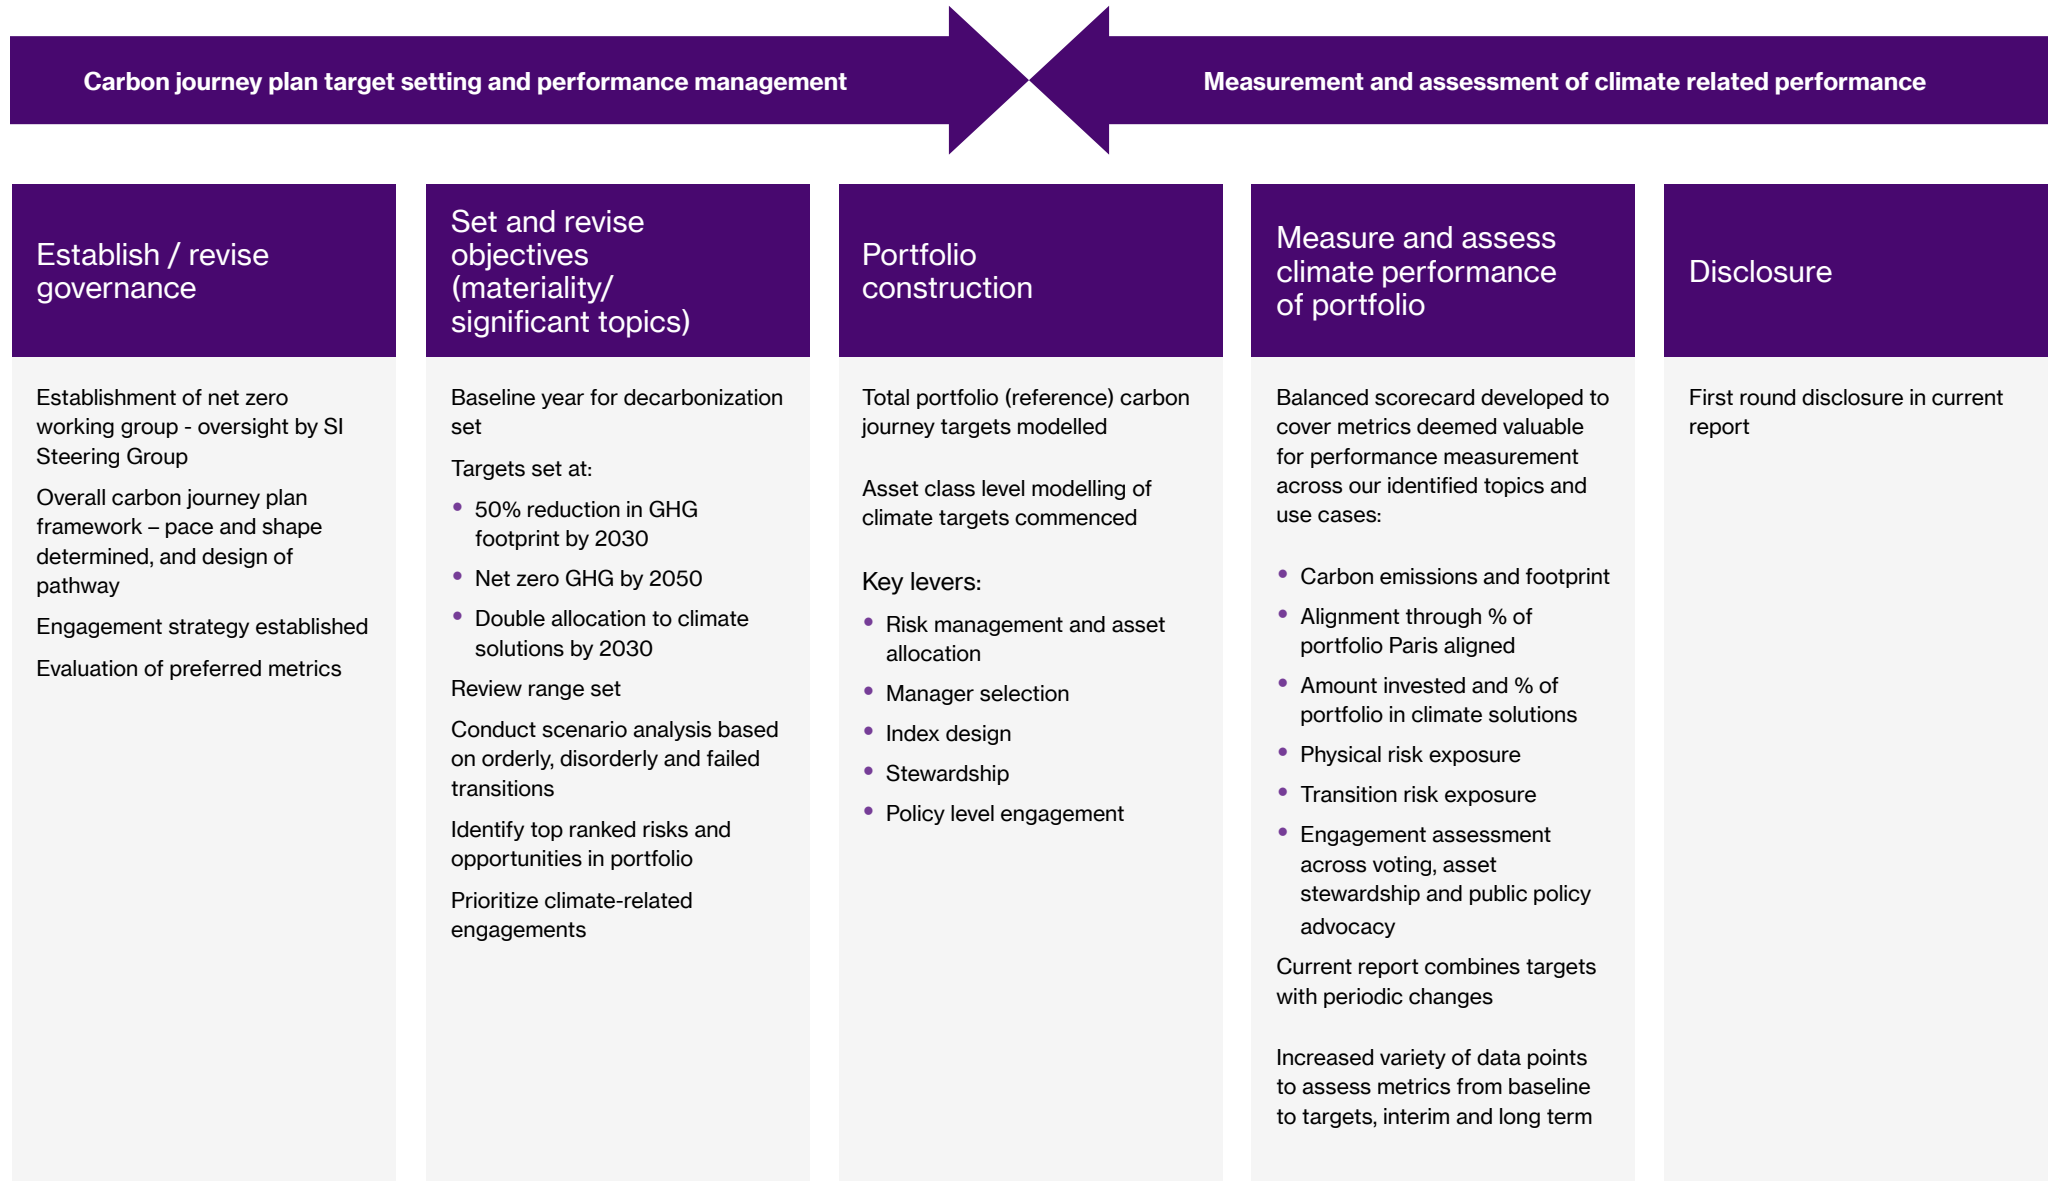 Carbon journey plan target setting and performance management
Measurement and assessment of climate related performance
Establish / revise
governance
Establishment of net zero
working group - oversight by SI
Steering Group
Overall carbon journey plan
framework – pace and shape
determined, and design of
pathway
Engagement strategy established
Evaluation of preferred metrics
Set and revise
objectives
(materiality/
significant topics)
Baseline year for decarbonization
set
Targets set at:
• 50% reduction in GHG
footprint by 2030
• Net zero GHG by 2050
• Double allocation to climate
solutions by 2030
Review range set
Conduct scenario analysis based
on orderly, disorderly and failed
transitions
Identify top ranked risks and
opportunities in portfolio
Prioritize climate-related
engagements
Portfolio
construction
Total portfolio (reference) carbon
journey targets modelled
Asset class level modelling of
climate targets commenced
Key levers:
• Risk management and asset
allocation
• Manager selection
• Index design
• Stewardship
• Policy level engagement
Measure and assess
climate performance
of portfolio
Balanced scorecard developed to
cover metrics deemed valuable
for performance measurement
across our identified topics and
use cases:
• Carbon emissions and footprint
• Alignment through % of
portfolio Paris aligned
• Amount invested and % of
portfolio in climate solutions
• Physical risk exposure
• Transition risk exposure
• Engagement assessment
across voting, asset
stewardship and public policy
advocacy
Current report combines targets
with periodic changes
Increased variety of data points
to assess metrics from baseline
to targets, interim and long term
Disclosure
First round disclosure in current
report